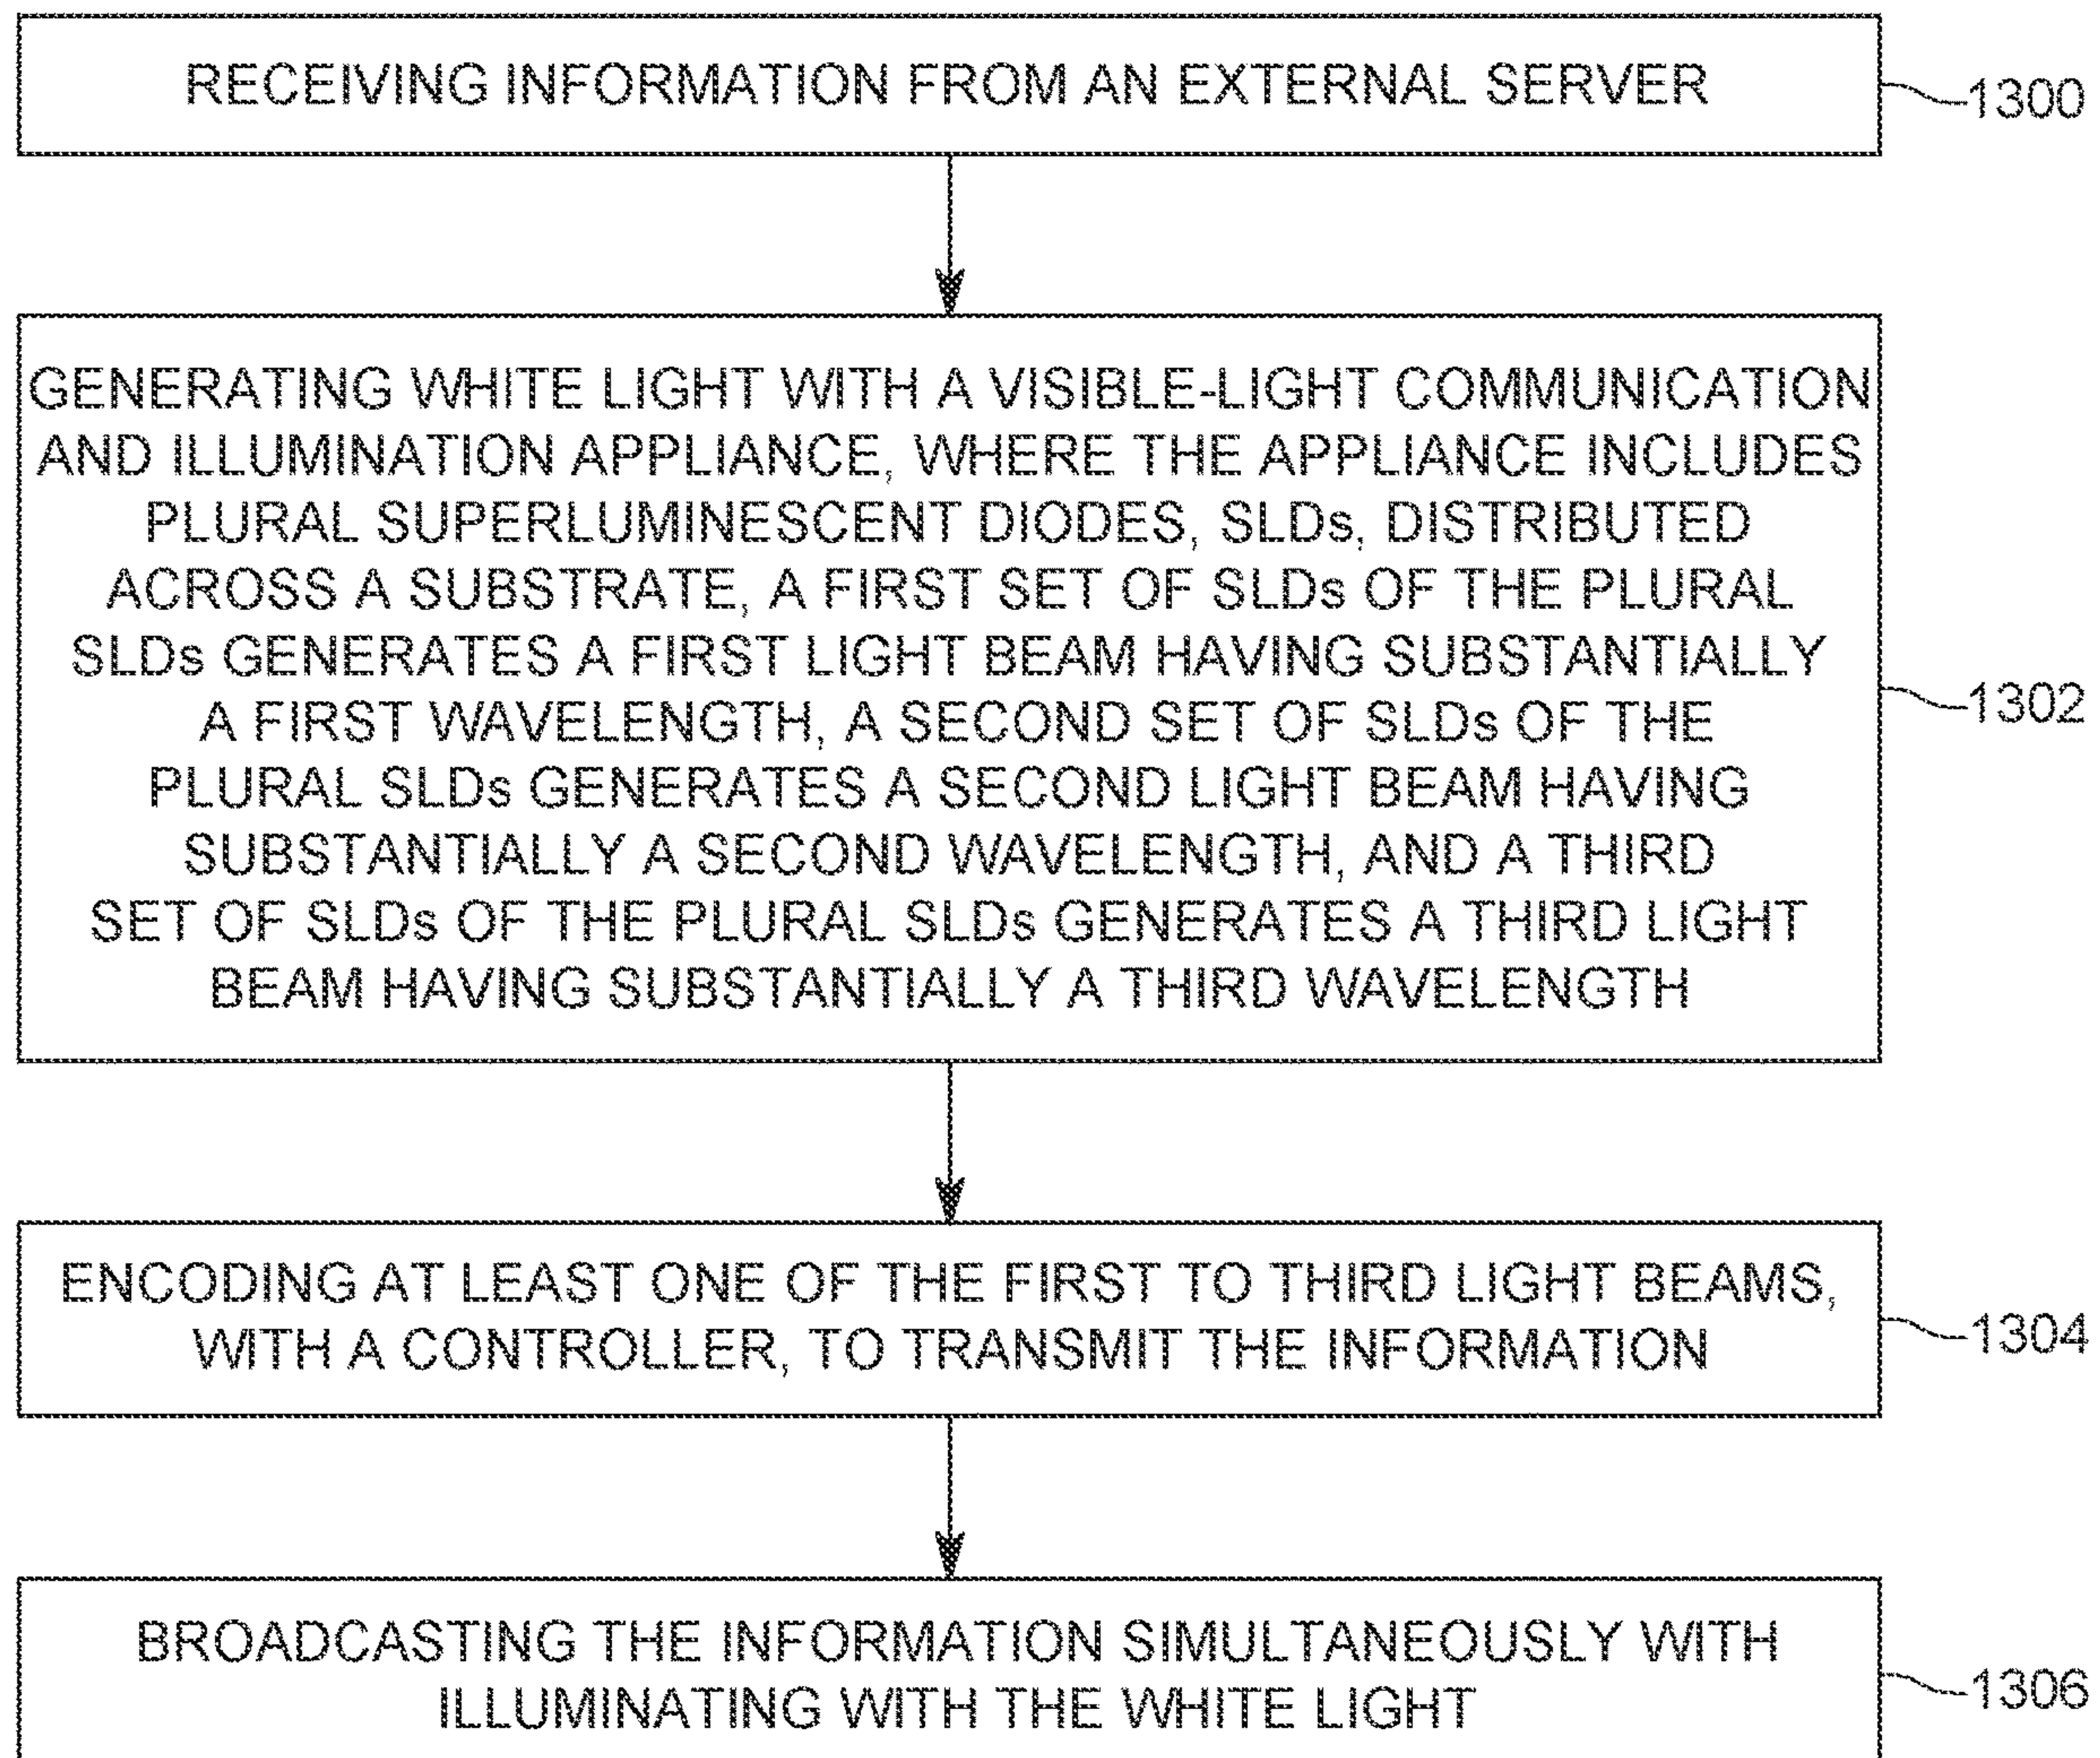 RECEIVING INFORMATION FROM AN EXTERNAL SERVER
1300
GENERATING WHITE LIGHT WITH A VISIBLE-LIGHT COMMUNICATION
AND ILLUMINATION APPLIANCE, WHERE THE APPLIANCE INCLUDES
PLURAL SUPERLUMINESCENT DIODES, SLDs, DISTRIBUTED
ACROSS A SUBSTRATE, A FIRST SET OF SLDs OF THE PLURAL
SLDs GENERATES A FIRST LIGHT BEAM HAVING SUBSTANTIALLY
A FIRST WAVELENGTH, A SECOND SET OF SLDs OF THE
PLURAL SLDs GENERATES A SECOND LIGHT BEAM HAVING
SUBSTANTIALLY A SECOND WAVELENGTH, AND A THIRD
SET OF SLDs OF THE PLURAL SLDs GENERATES A THIRD LIGHT
BEAM HAVING SUBSTANTIALLY A THIRD WAVELENGTH
1302
ENCODING AT LEAST ONE OF THE FIRST TO THIRD LIGHT BEAMS,
WITH A CONTROLLER, TO TRANSMIT THE INFORMATION
1304
BROADCASTING THE INFORMATION SIMULTANEOUSLY WITH
ILLUMINATING WITH THE WHITE LIGHT
1306